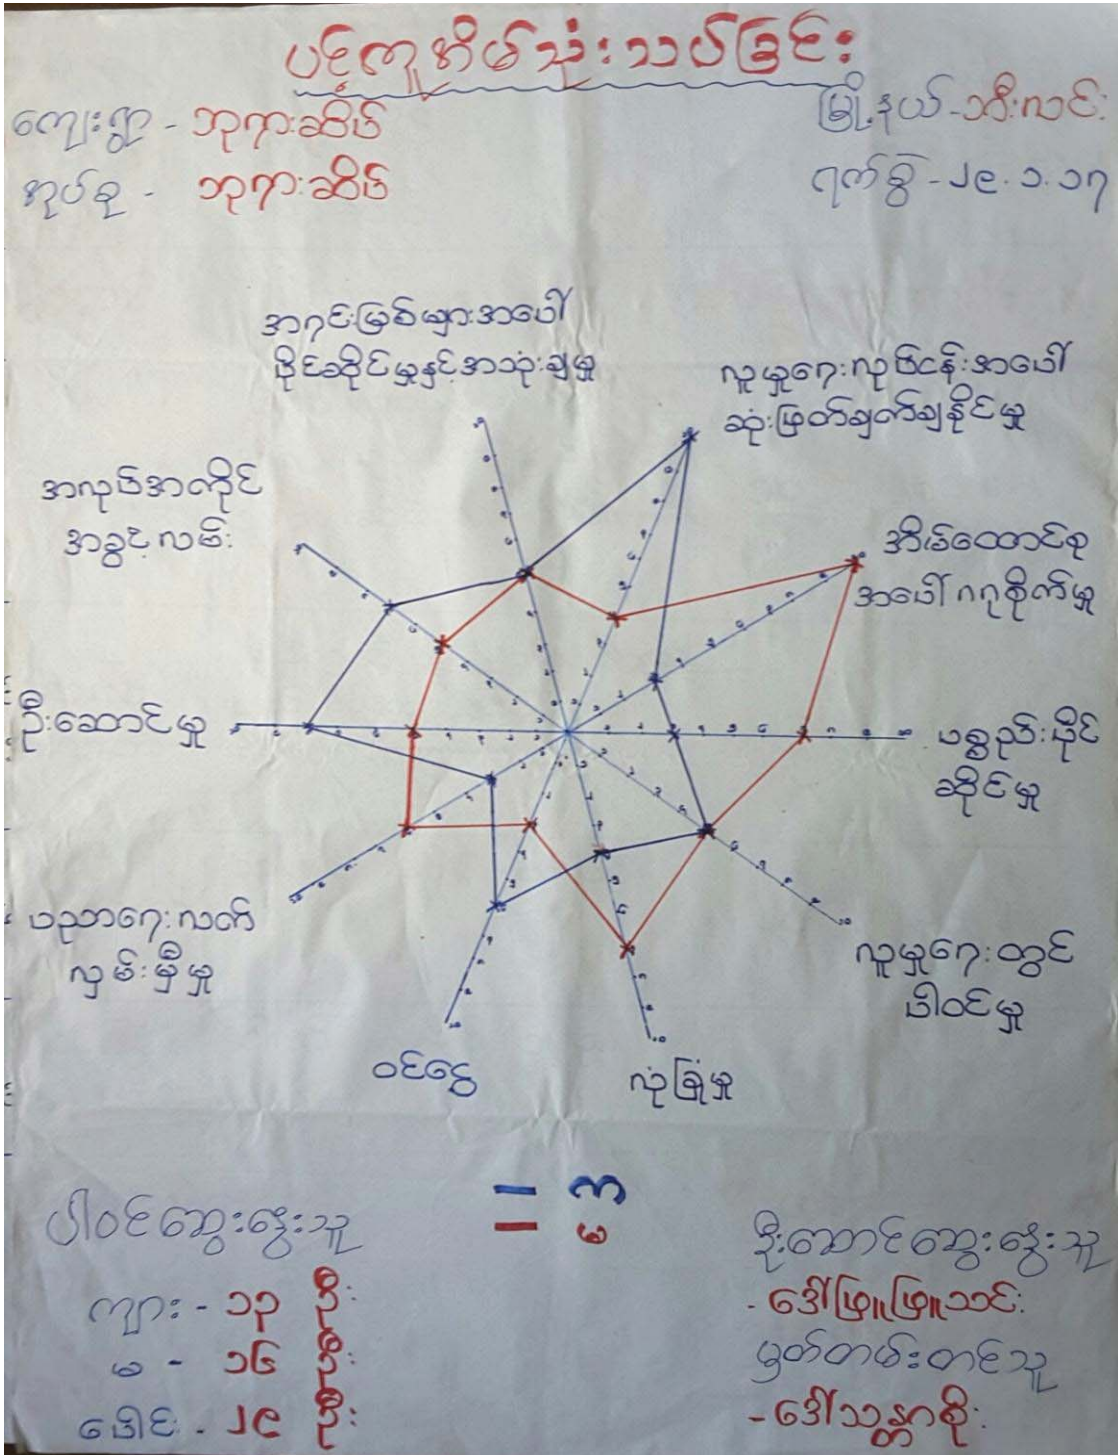 ပင့်ကူအိမ်သုံးသပ်ခြင်း
ကျေးရွာ - ဘုရားဆိပ်
အုပ်စု - ဘုရားဆိပ်
မြို့နယ် - ဘီးလင်း
ရက်စွဲ - ၂၉.၁.၁၇
အရင်းမြစ်များအပေါ်
ပိုင်ဆိုင်မှုနှင့်အသုံးချမှု
လူမှုရေးလုပ်ငန်းအပေါ်
ဆုံးဖြတ်ချက်ချနိုင်မှု
အလုပ်အကိုင်
အခွင့်လမ်း
အိမ်ထောင်စု
အပေါ်ဂရုစိုက်မှု
ဦးဆောင်မှု
ပစ္စည်းပိုင်
ဆိုင်မှု
ပညာရေးလက်
လှမ်းမှီမှု
လူမှုရေးတွင်
ပါဝင်မှု
ဝင်ငွေ
လုံခြုံမှု
ကျ
မ
ပါဝင်ဆွေးနွေးသူ
ကျား - ၁၃ ဦး
မ - ၁၆ ဦး
ပေါင်း - ၂၉ ဦး
ဦးဆောင်ဆွေးနွေးသူ
- ဒေါ်ဖြူဖြူသင်း
မှတ်တမ်းတင်သူ
- ဒေါ်သန္တာစိုး